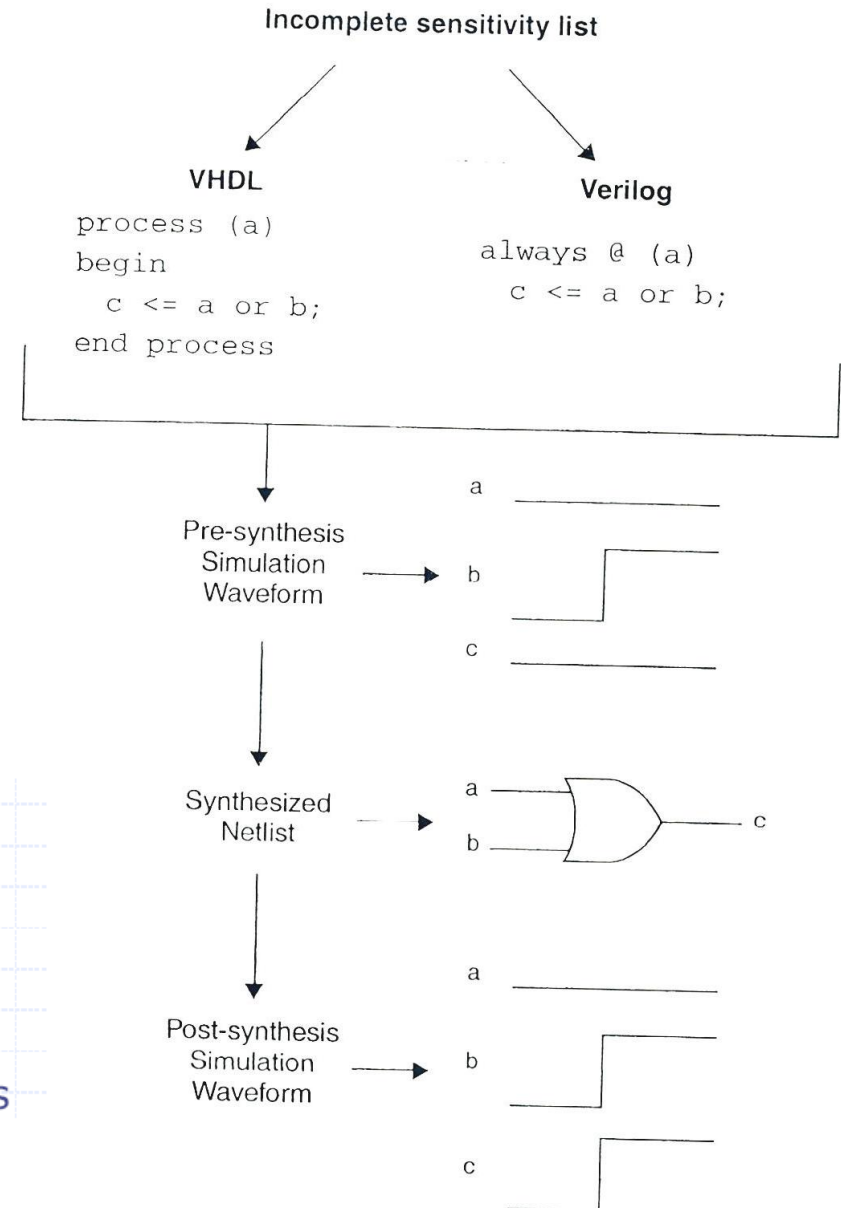 Incomplete sensitivity list
VHDL
process (a)
begin
c <= a or b;
end process
Verilog
always @ (a)
c <= a or b;
Pre-synthesis
Simulation
Waveform
a
b
c
Synthesized
Netlist
a
b
c
Post-synthesis
Simulation
Waveform
a
b
c
s